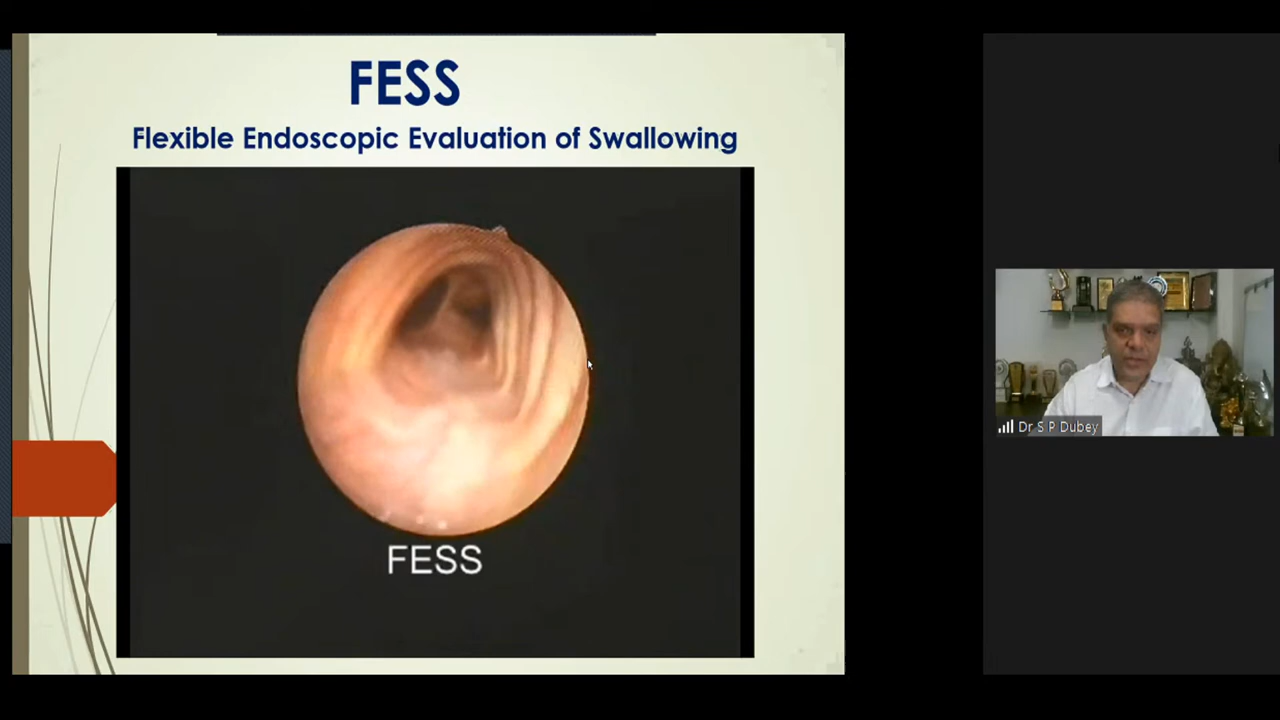 FESS
Flexible Endoscopic Evaluation of Swallowing
FESS
Dr S P Dubey